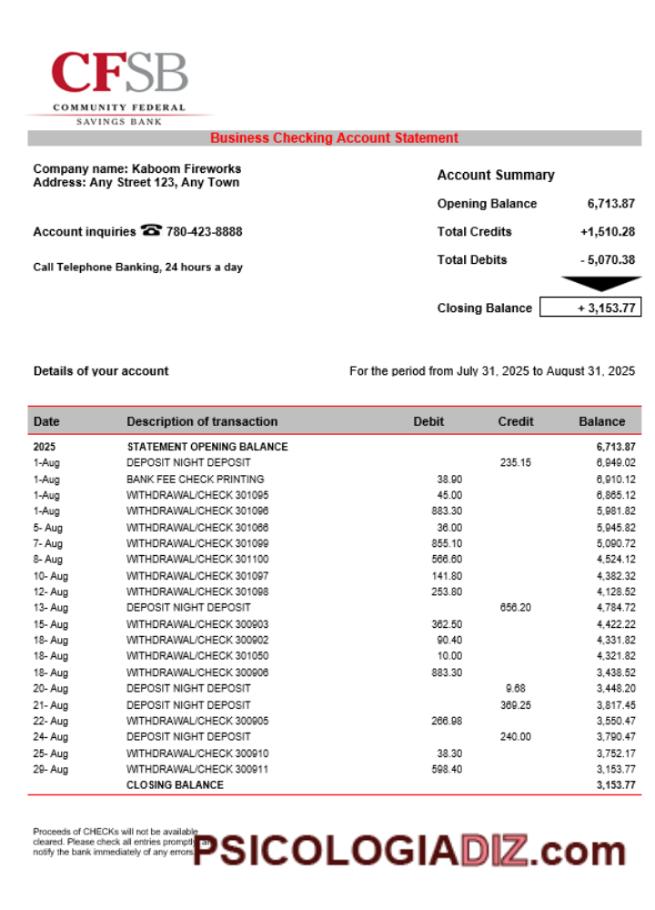 CFSB
COMMUNITY FEDERAL
SAVINGS BANK
Business Checking Account Statement
Company name: Kaboom Fireworks
Address: Any Street 123, Any Town
Account inquiries ☎ 780-423-8888
Call Telephone Banking, 24 hours a day
Account Summary
Opening Balance 6,713.87
Total Credits +1,510.28
Total Debits - 5,070.38
Closing Balance + 3,153.77
Details of your account For the period from July 31, 2025 to August 31, 2025
Date Description of transaction Debit Credit Balance
2025 STATEMENT OPENING BALANCE 6,713.87
1-Aug DEPOSIT NIGHT DEPOSIT 235.15 6,949.02
1-Aug BANK FEE CHECK PRINTING 38.90 6,910.12
1-Aug WITHDRAWAL/CHECK 301095 45.00 6,865.12
1-Aug WITHDRAWAL/CHECK 301096 883.30 5,981.82
5- Aug WITHDRAWAL/CHECK 301066 36.00 5,945.82
7- Aug WITHDRAWAL/CHECK 301099 855.10 5,090.72
8- Aug WITHDRAWAL/CHECK 301100 566.60 4,524.12
10- Aug WITHDRAWAL/CHECK 301097 141.80 4,382.32
12- Aug WITHDRAWAL/CHECK 301098 253.80 4,128.52
13- Aug DEPOSIT NIGHT DEPOSIT 656.20 4,784.72
15- Aug WITHDRAWAL/CHECK 300903 362.50 4,422.22
18- Aug WITHDRAWAL/CHECK 300902 90.40 4,331.82
18- Aug WITHDRAWAL/CHECK 301050 10.00 4,321.82
18- Aug WITHDRAWAL/CHECK 300906 883.30 3,438.52
20- Aug DEPOSIT NIGHT DEPOSIT 9.68 3,448.20
21- Aug DEPOSIT NIGHT DEPOSIT 369.25 3,817.45
22- Aug WITHDRAWAL/CHECK 300905 266.98 3,550.47
24- Aug DEPOSIT NIGHT DEPOSIT 240.00 3,790.47
25- Aug WITHDRAWAL/CHECK 300910 38.30 3,752.17
29- Aug WITHDRAWAL/CHECK 300911 598.40 3,153.77
CLOSING BALANCE 3,153.77
Proceeds of CHECKs will not be available
cleared. Please check all entries
notify the bank immediately of any errors.
PSICOLOGIADIZ.com